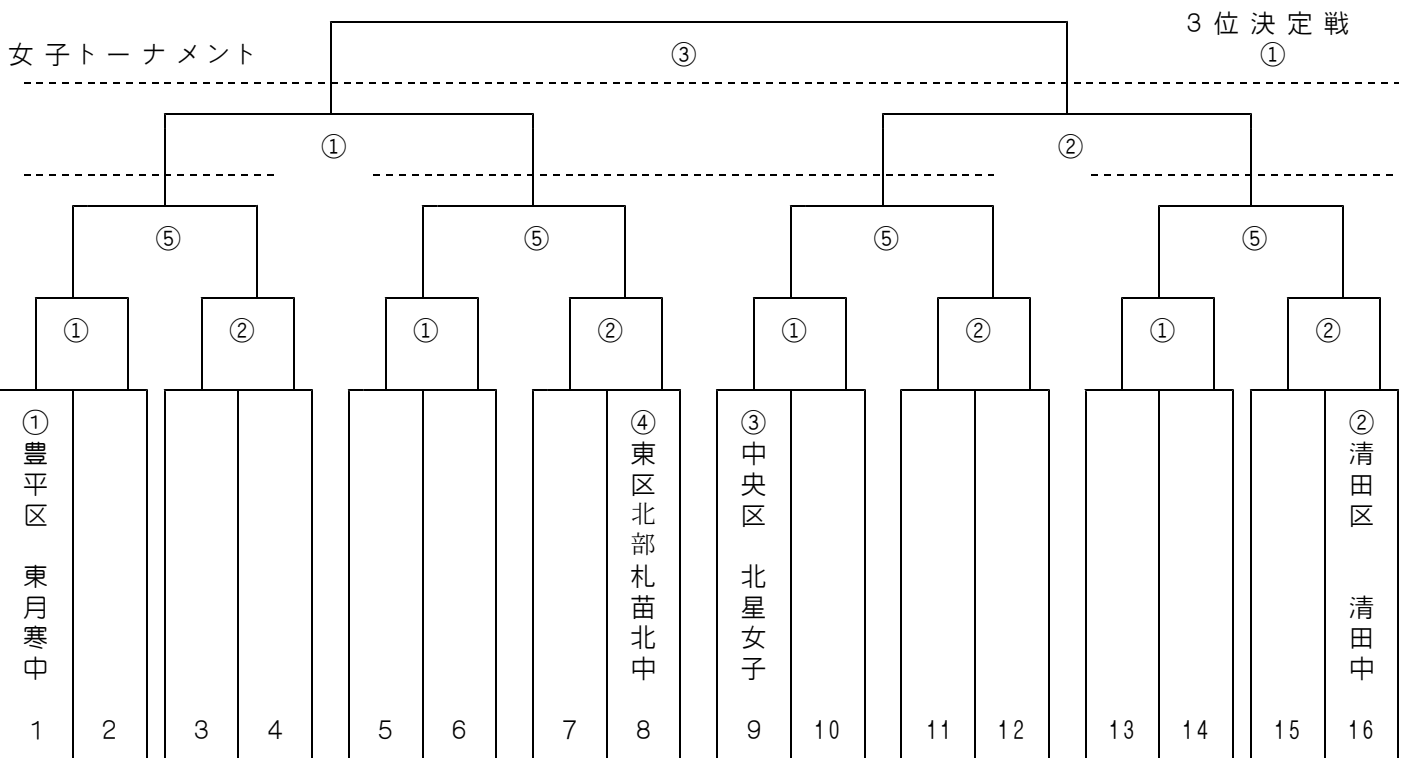 3位決定戦
女子トーナメント ③ ①
① ②
⑤ ⑤ ⑤ ⑤
① ② ① ② ① ② ① ②
①豊平区 東月寒中
④東区北部札苗北中
③中央区 北星女子
②清田区 清田中
1 2 3 4 5 6 7 8 9 10 11 12 13 14 15 16